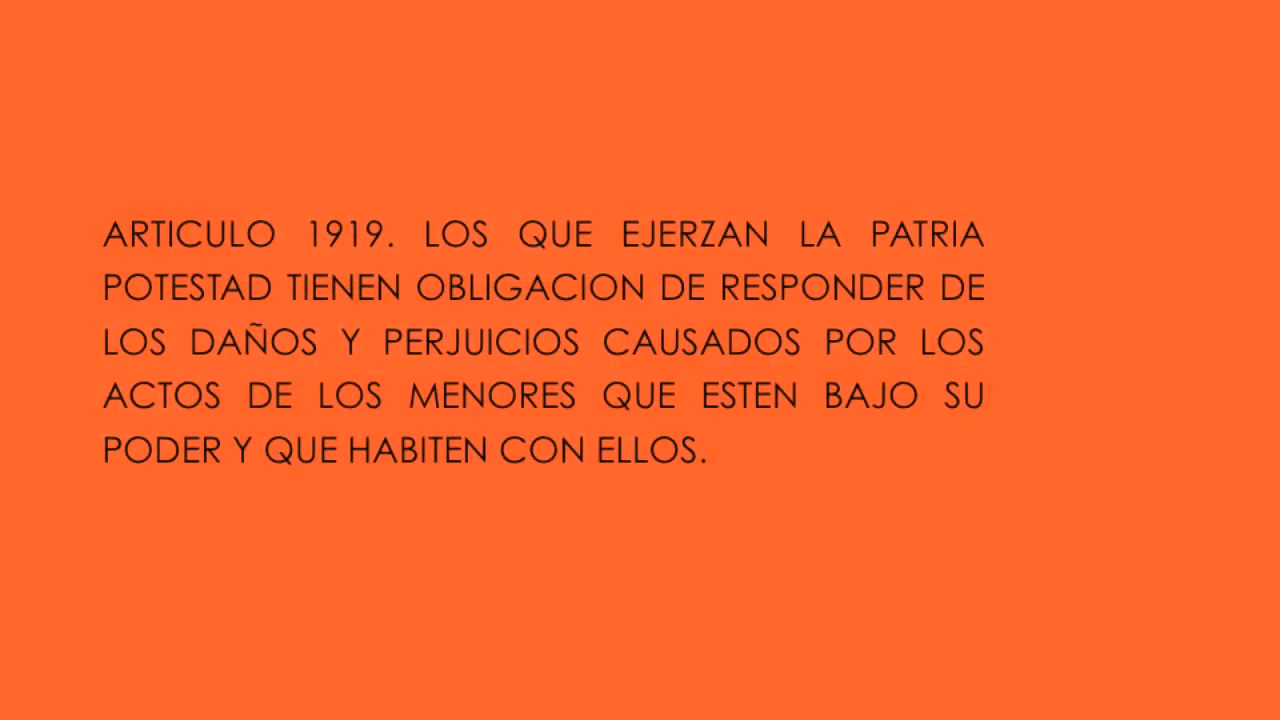 ARTICULO 1919. LOS QUE EJERZAN LA PATRIA
POTESTAD TIENEN OBLIGACION DE RESPONDER DE
LOS DAÑOS Y PERJUICIOS CAUSADOS POR LOS
ACTOS DE LOS MENORES QUE ESTEN BAJO SU
PODER Y QUE HABITEN CON ELLOS.